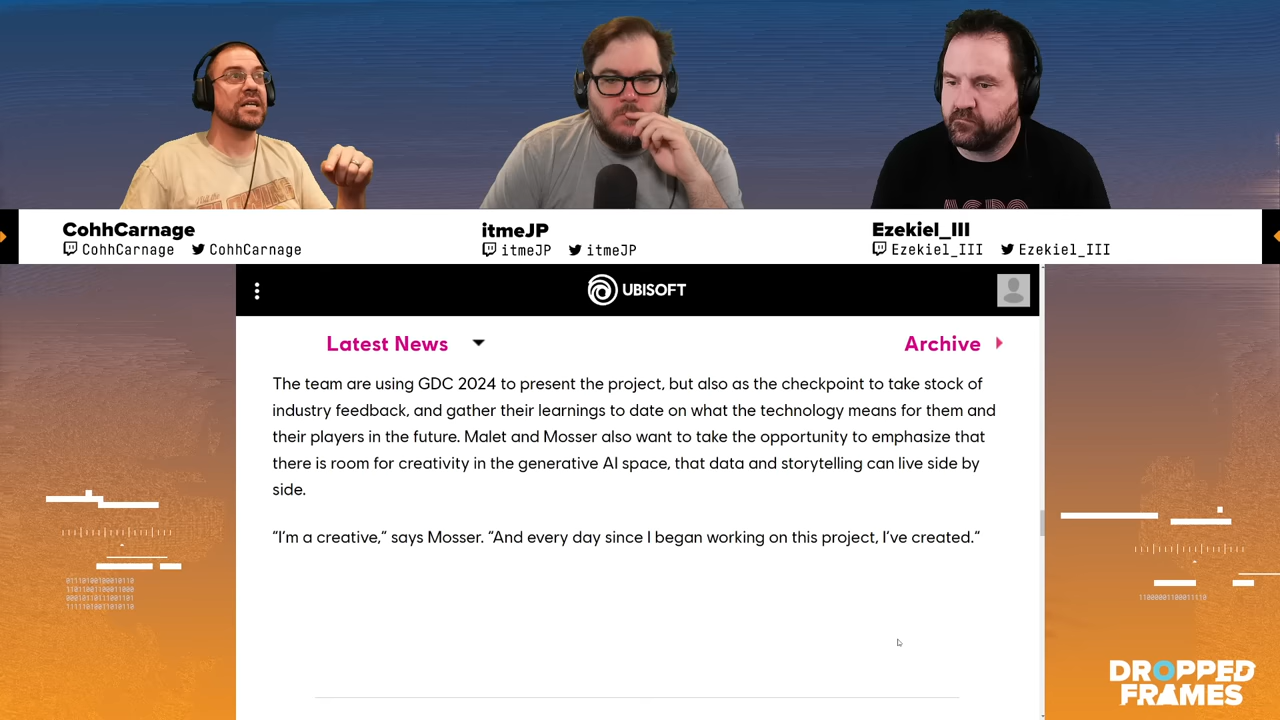 CohhCarnage
CohhCarnage CohhCarnage
itmeJP
itmeJP itmeJP
Ezekiel_III
Ezekiel_III Ezekiel_III
UBISOFT
Latest News
Archive
The team are using GDC 2024 to present the project, but also as the checkpoint to take stock of
industry feedback, and gather their learnings to date on what the technology means for them and
their players in the future. Malet and Mosser also want to take the opportunity to emphasize that
there is room for creativity in the generative AI space, that data and storytelling can live side by
side.
“I’m a creative,” says Mosser. “And every day since I began working on this project, I’ve created.”
DROPPED
FRAMES